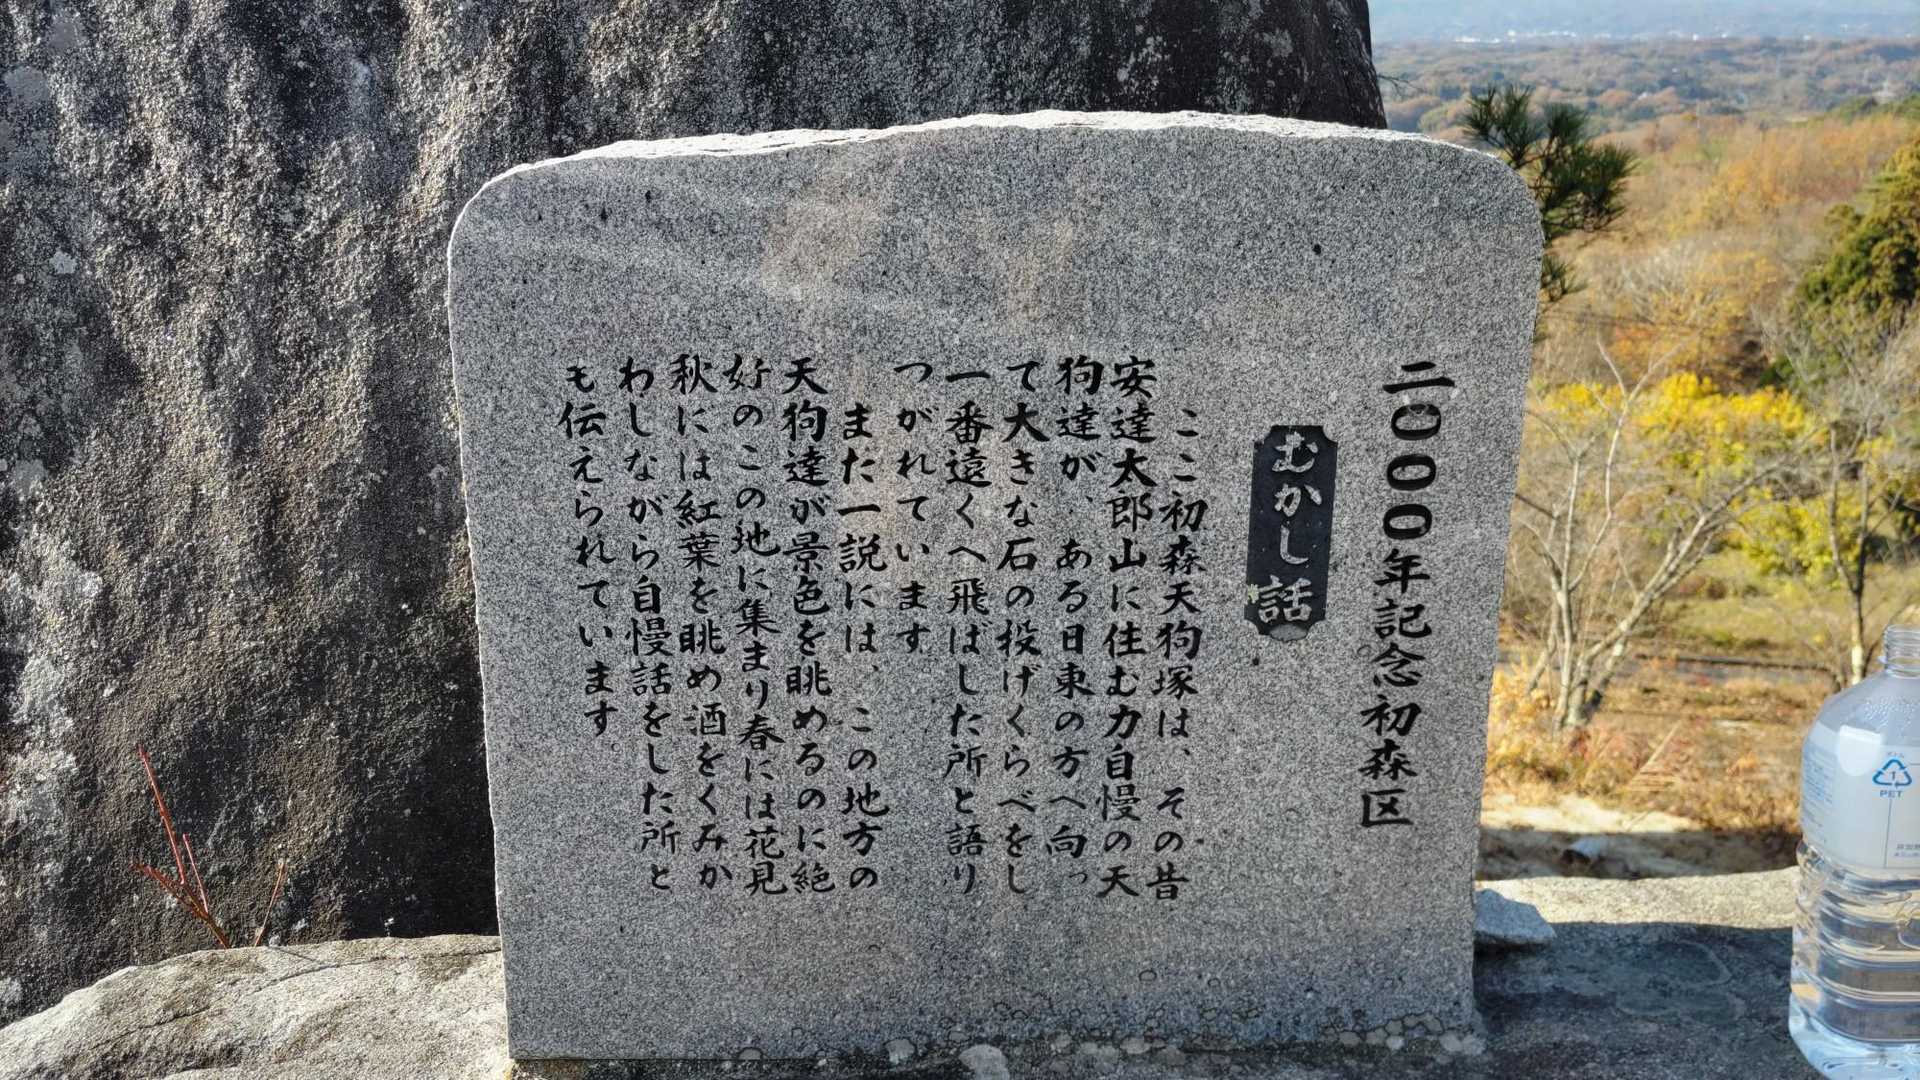 二〇〇〇年記念初森区
むかし話
ここ初森天狗塚は、その昔
安達太郎山に住む力自慢の天
狗達が、ある日東の方へ向っ
て大きな石の投げくらべをし
一番遠くへ飛ばした所と語り
つがれています
また一説には、この地方の
天狗達が景色を眺めるのに絶
好のこの地に集まり春には花見
秋には紅葉を眺め酒をくみか
わしながら自慢話をした所と
も伝えられています。
PET